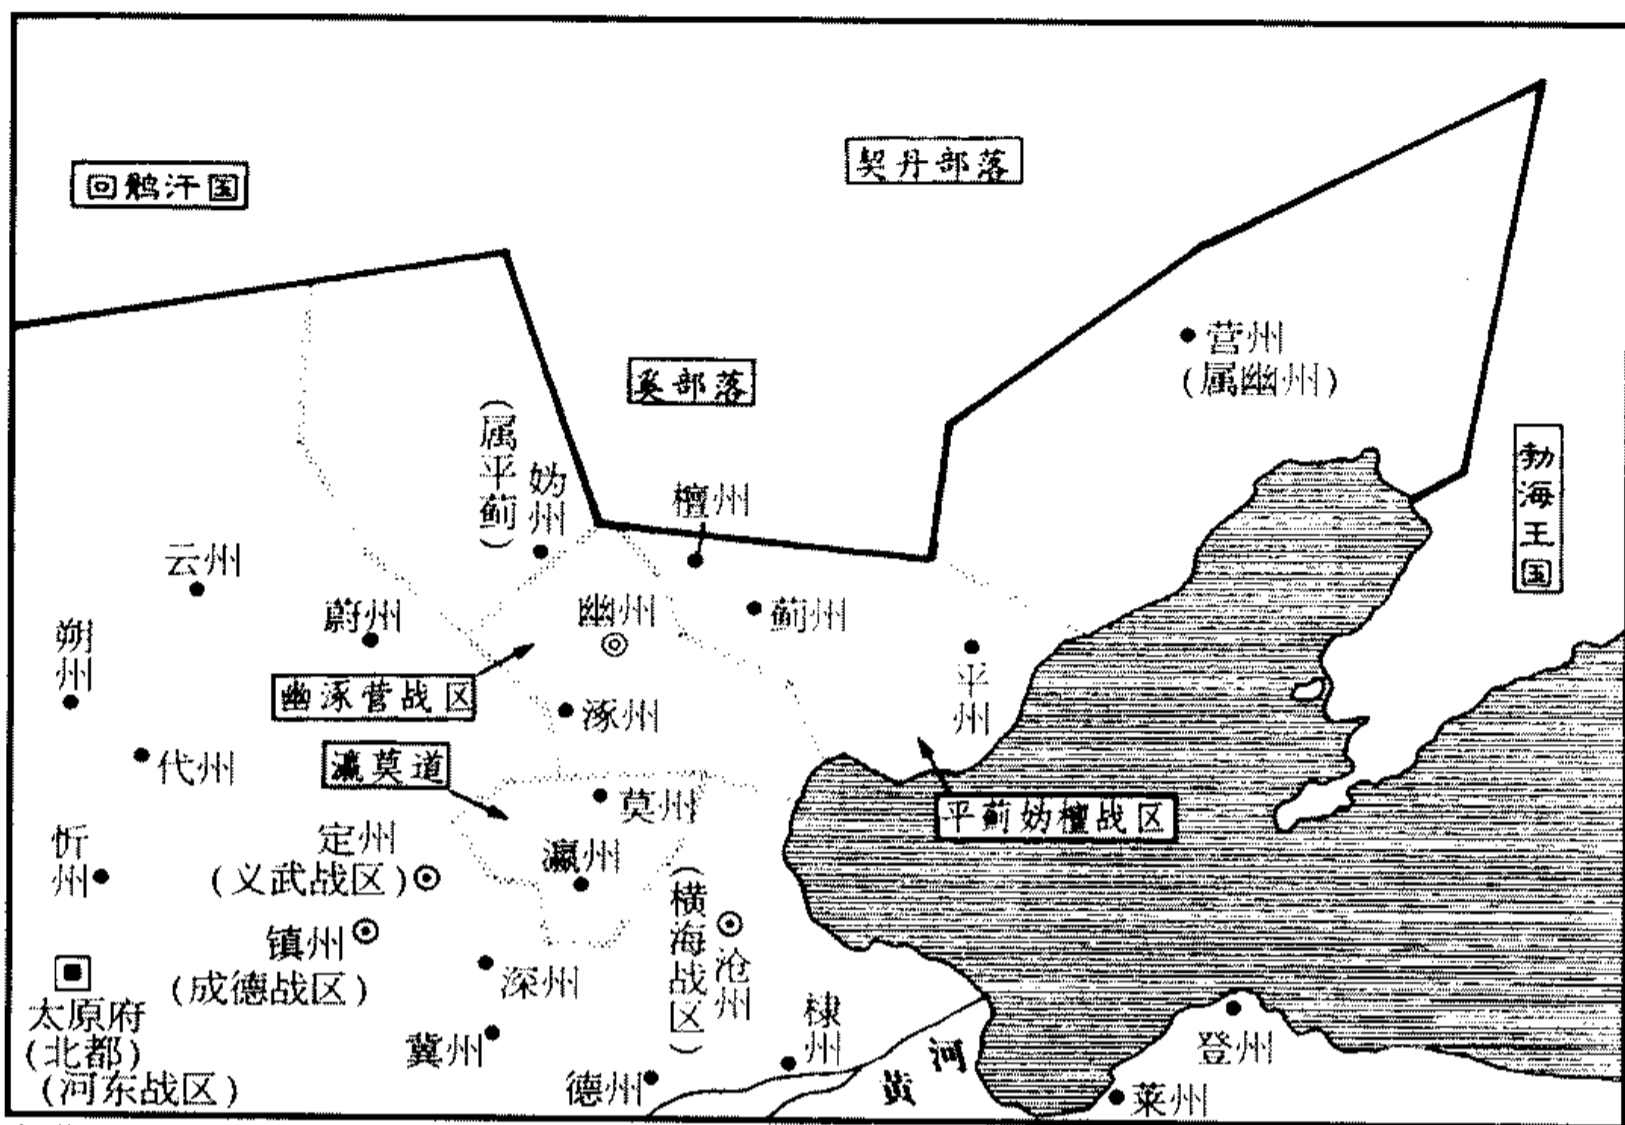 回鹘汗国
契丹部落
营州
(属幽州)
奚部落
勃海王国
(属平蓟)
妫州
檀州
云州
蔚州
幽州
蓟州
朔州
平州
幽涿营战区
涿州
代州
瀛莫道
莫州
平蓟妫檀战区
忻州
定州
(义武战区)
瀛州
镇州
(成德战区)
深州
(横海战区)
沧州
太原府
(北都)
(河东战区)
冀州
德州
棣州
黄河
登州
莱州